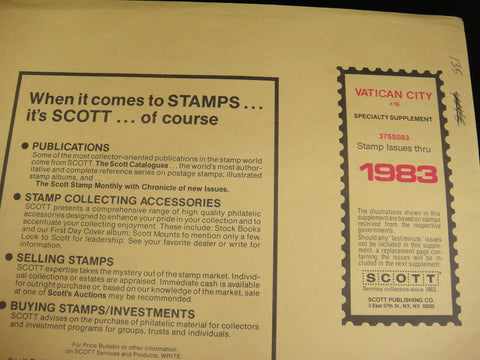 When it comes to STAMPS ...
it's SCOTT ... of course
● PUBLICATIONS
Some of the most collector-oriented publications in the stamp world
come from SCOTT. The Scott Catalogues ... the world's most author-
itative and complete reference series on postage stamps; illustrated
stamp albums, and...
The Scott Stamp Monthly with Chronicle of new Issues.
● STAMP COLLECTING ACCESSORIES
SCOTT presents a comprehensive range of high quality philatelic
accessories designed to enhance your pride in your collection and to
accentuate your collecting enjoyment. These include: Stock Books
and our First Day Cover album; Scott Mounts to mention only a few.
Look to Scott for leadership: See your favorite dealer or write for
information.
● SELLING STAMPS
SCOTT expertise takes the mystery out of the stamp market. Individ-
ual collections or estates are appraised. Immediate cash is available
for outright purchase or, based on our knowledge of the market, sale
at one of Scott's Auctions may be recommended.
● BUYING STAMPS/INVESTMENTS
SCOTT advises on the purchase of philatelic material for collectors
and investment programs for groups, trusts and individuals.
For Price Bulletin or other information
on SCOTT Services and Products, WRITE
135
VATICAN CITY
#16
SPECIALTY SUPPLEMENT
375S083
Stamp Issues thru
1983
The illustrations shown in this
supplement are based on stamps
received from the respective
governments.
Should any "last minute" issues
not be included in this supple-
ment, a replacement page con-
taining the issues will be in-
cluded in the next supplement.
SCOTT
Serving collectors since 1863.
SCOTT PUBLISHING CO.
3 East 57th St., N.Y., N.Y. 10022